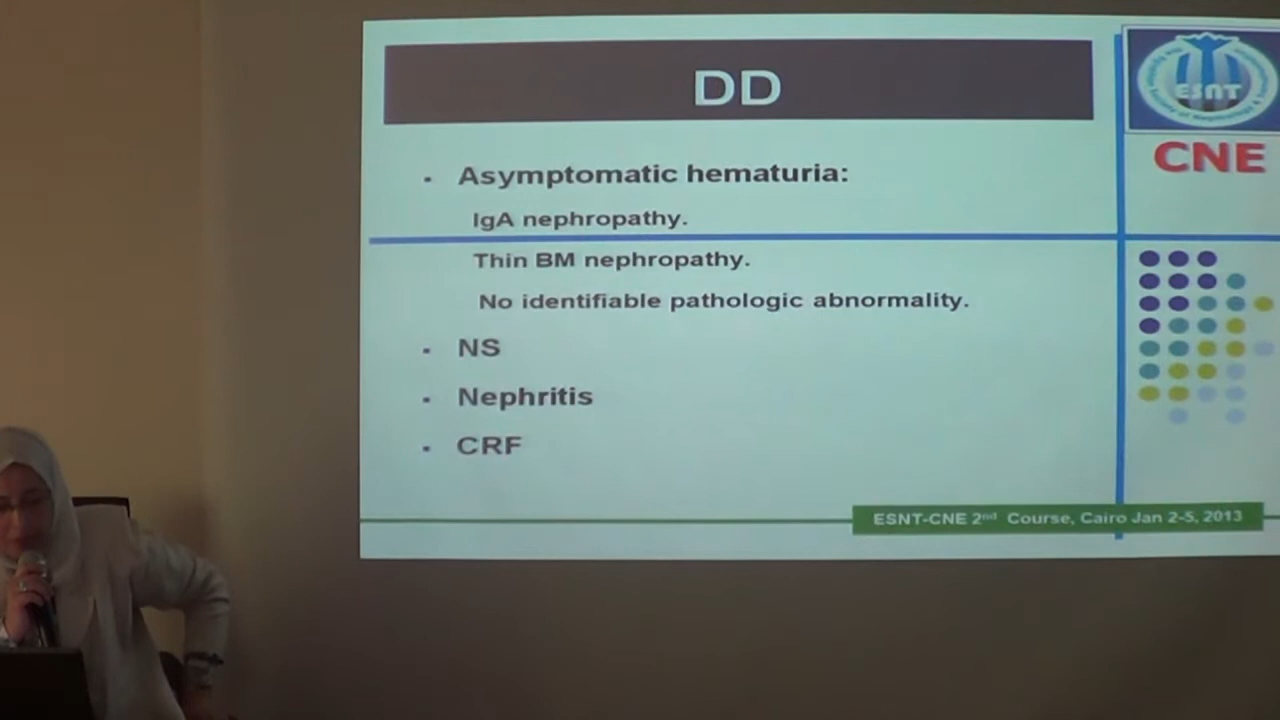 DD
ESNT
CNE
Asymptomatic hematuria:
IgA nephropathy.
Thin BM nephropathy.
No identifiable pathologic abnormality.
NS
Nephritis
CRF
ESNT-CNE 2nd Course, Cairo Jan 2-5, 2013